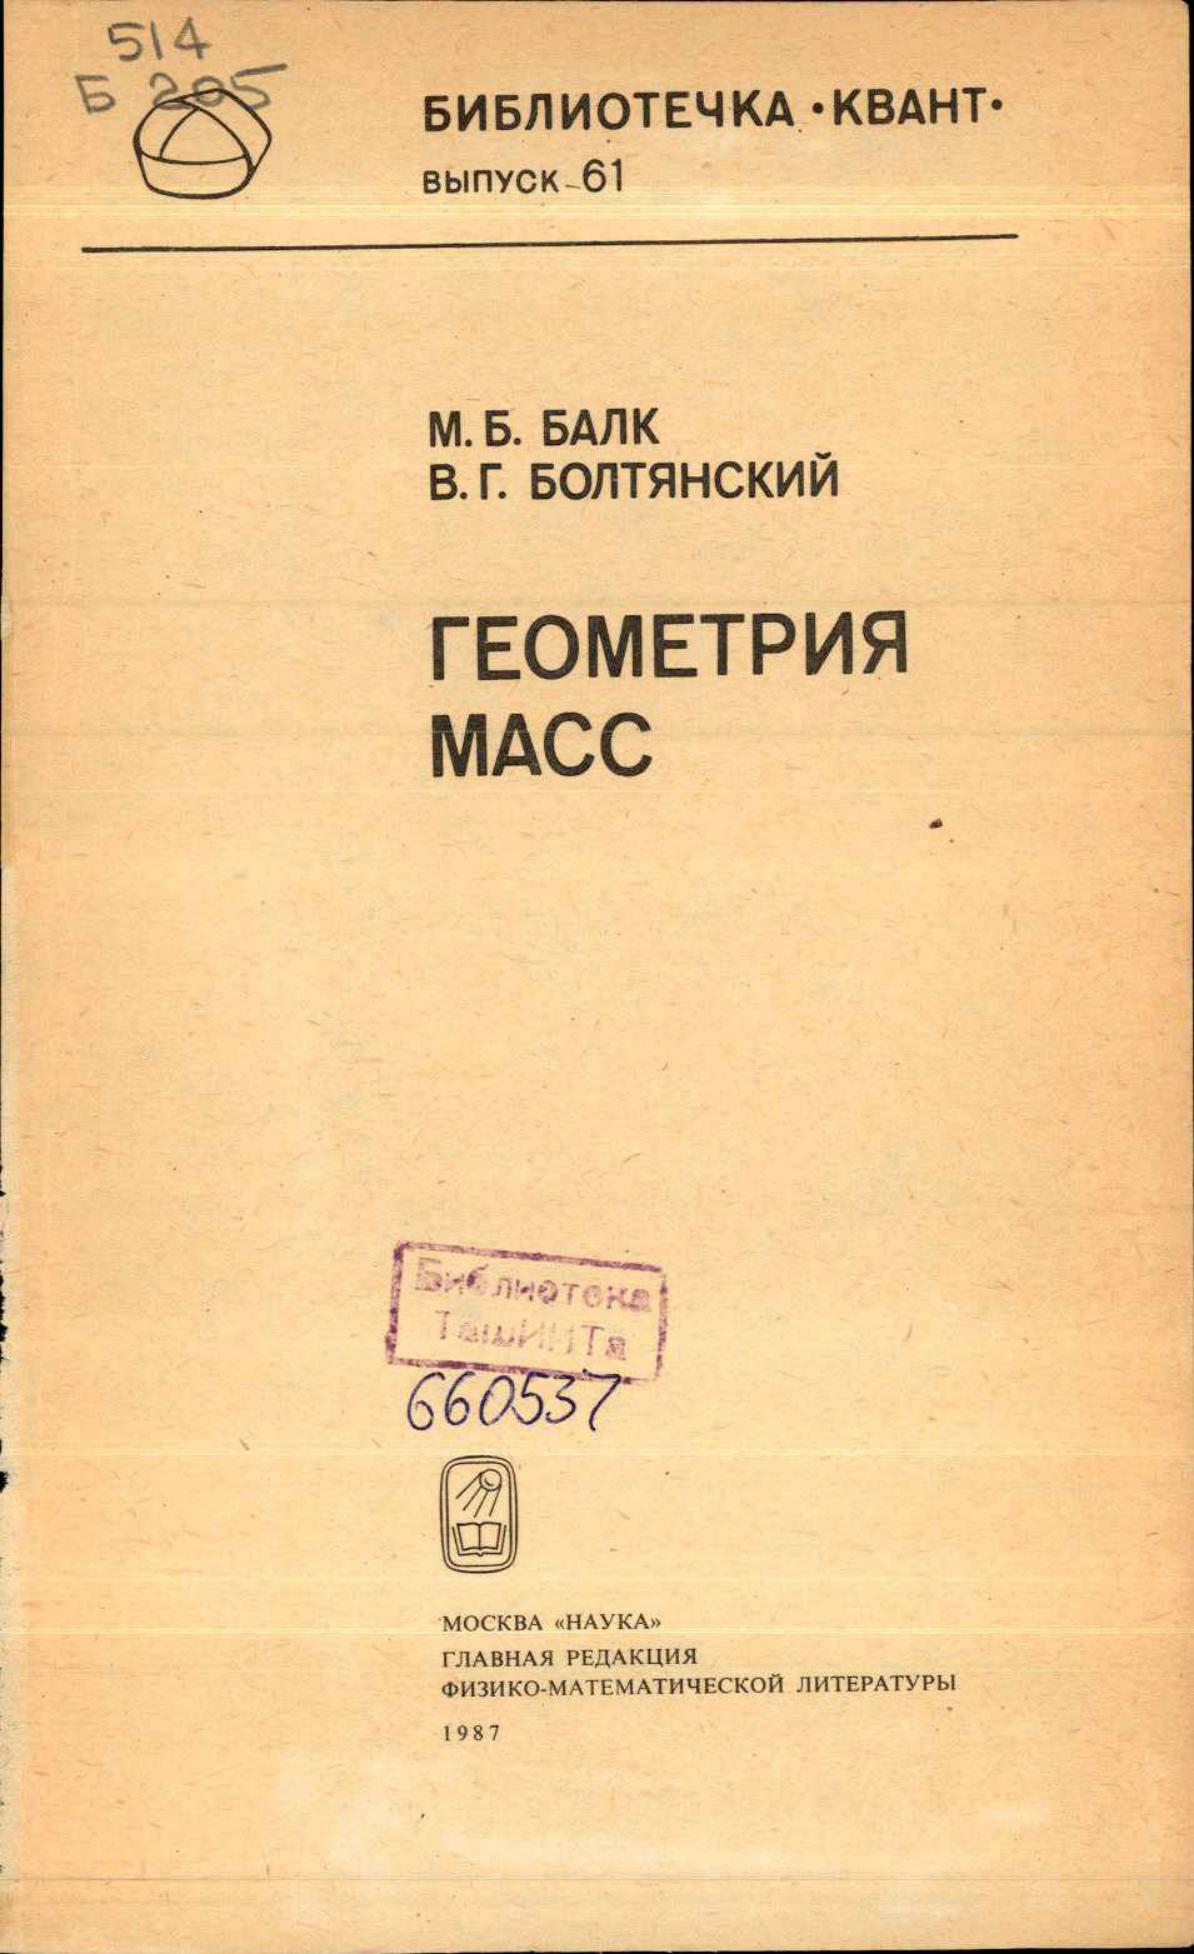 514
Б 205
БИБЛИОТЕЧКА •КВАНТ•
ВЫПУСК 61
М. Б. БАЛК
В. Г. БОЛТЯНСКИЙ
ГЕОМЕТРИЯ
МАСС
Библиотека
ТашИИТа
660537
МОСКВА «НАУКА»
ГЛАВНАЯ РЕДАКЦИЯ
ФИЗИКО-МАТЕМАТИЧЕСКОЙ ЛИТЕРАТУРЫ
1987